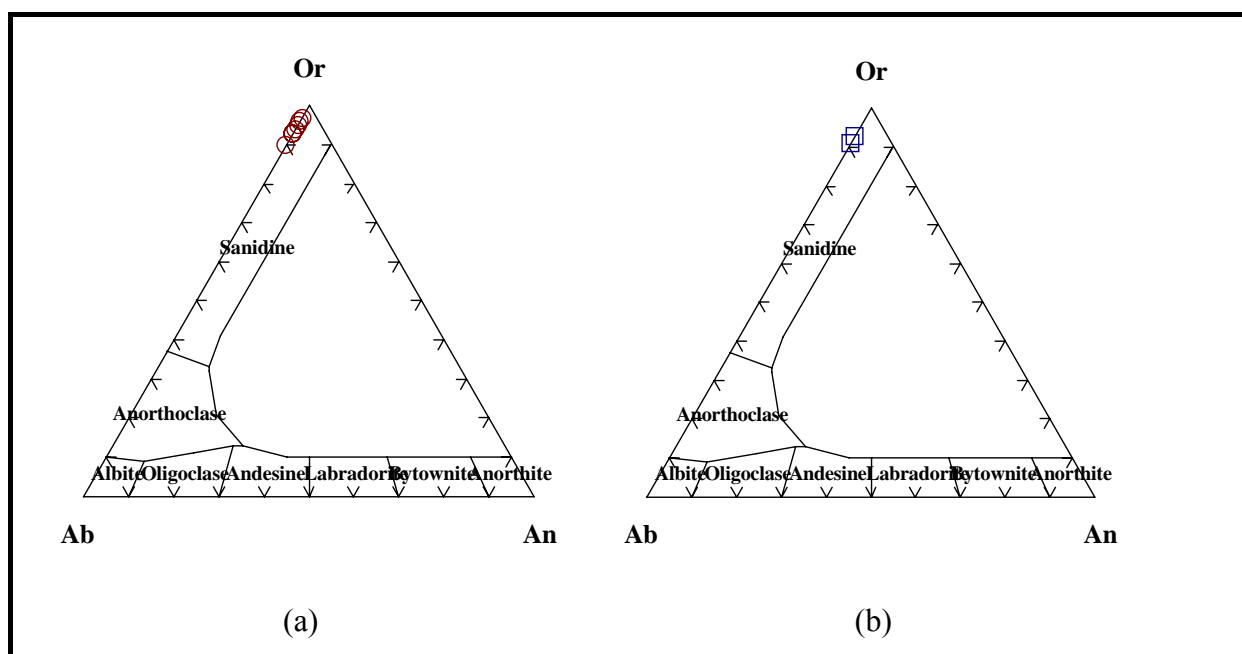 Or
Sanidine
Anorthoclase
Albite Oligoclase Andesine Labradorite Bytownite Anorthite
Ab An
(a)
Or
Sanidine
Anorthoclase
Albite Oligoclase Andesine Labradorite Bytownite Anorthite
Ab An
(b)